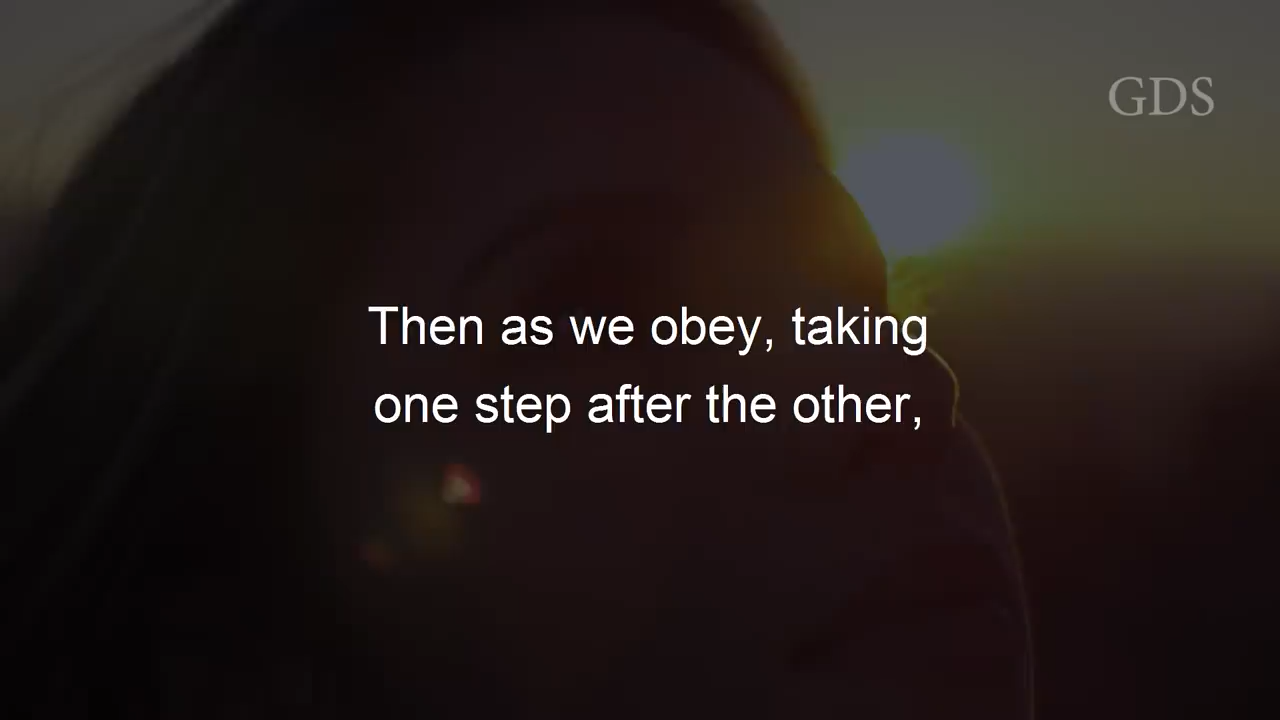 GDS
Then as we obey, taking
one step after the other,